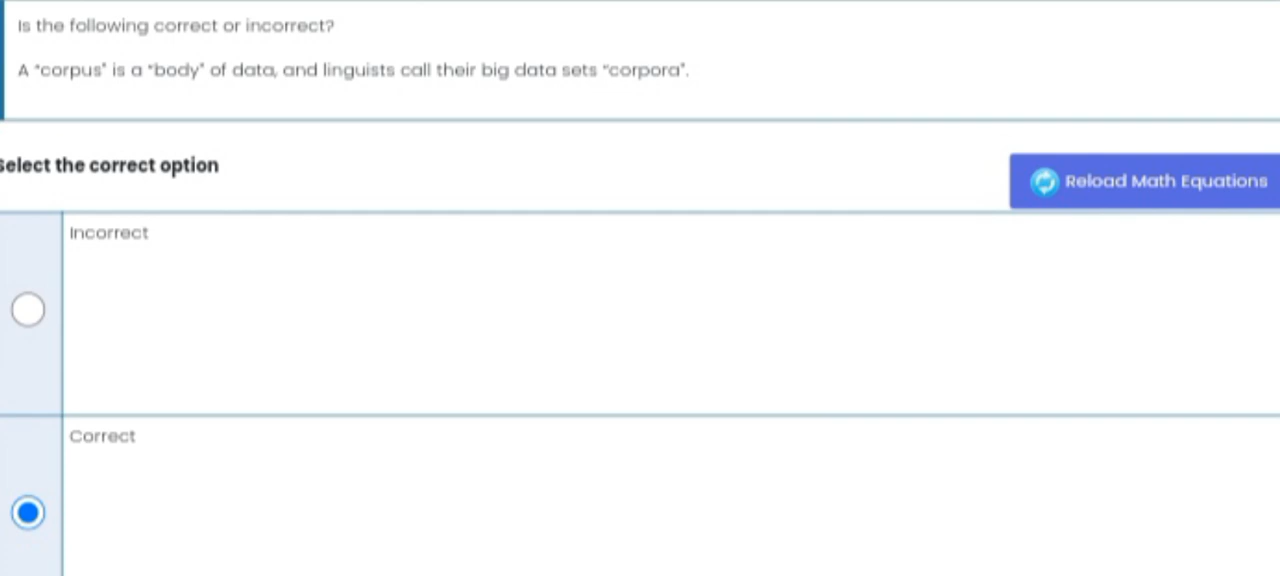 Is the following correct or incorrect?
A "corpus" is a "body" of data, and linguists call their big data sets "corpora".
Select the correct option
Reload Math Equations
Incorrect
Correct